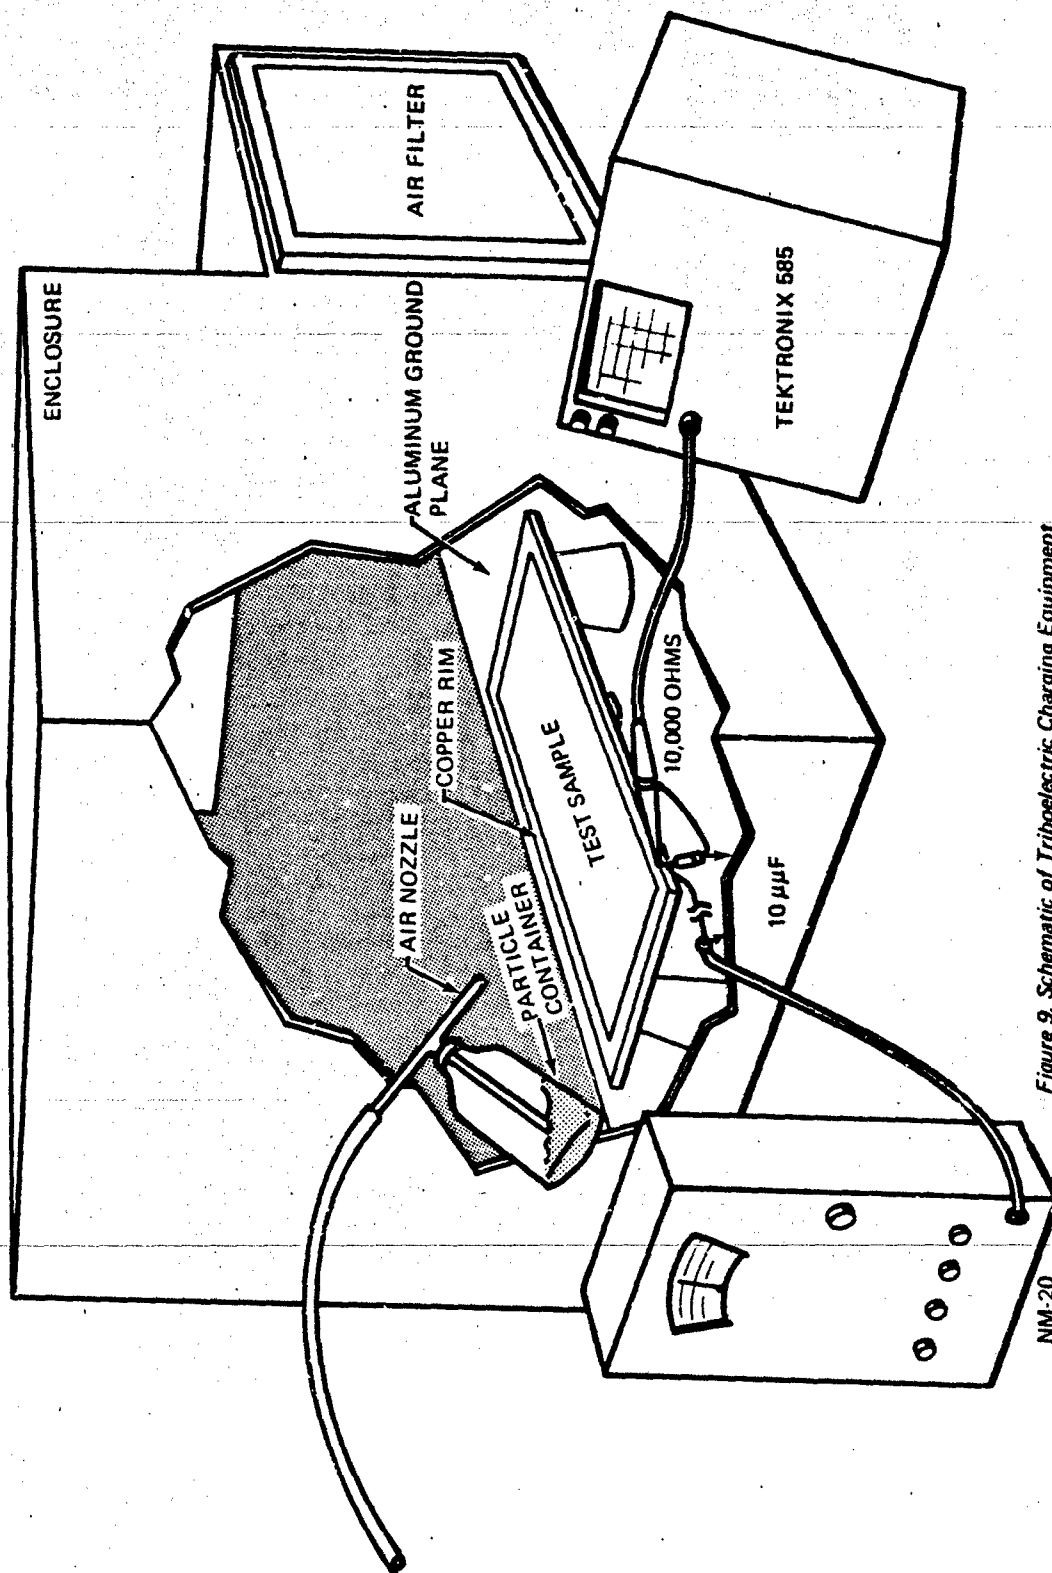 ENCLOSURE
AIR FILTER
ALUMINUM GROUND
PLANE
COPPER RIM
AIR NOZZLE
PARTICLE
CONTAINER
TEST SAMPLE
10,000 OHMS
10 µµF
TEKTRONIX 585
NM-20
Figure 9. Schematic of Triboelectric Charging Equipment